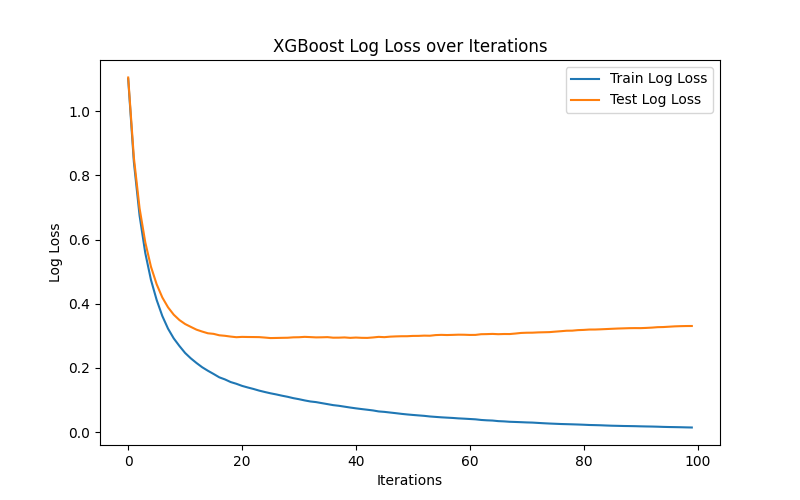 XGBoost Log Loss over Iterations
Train Log Loss
Test Log Loss
1.0
0.8
0.6
0.4
0.2
0.0
Log Loss
0 20 40 60 80 100
Iterations